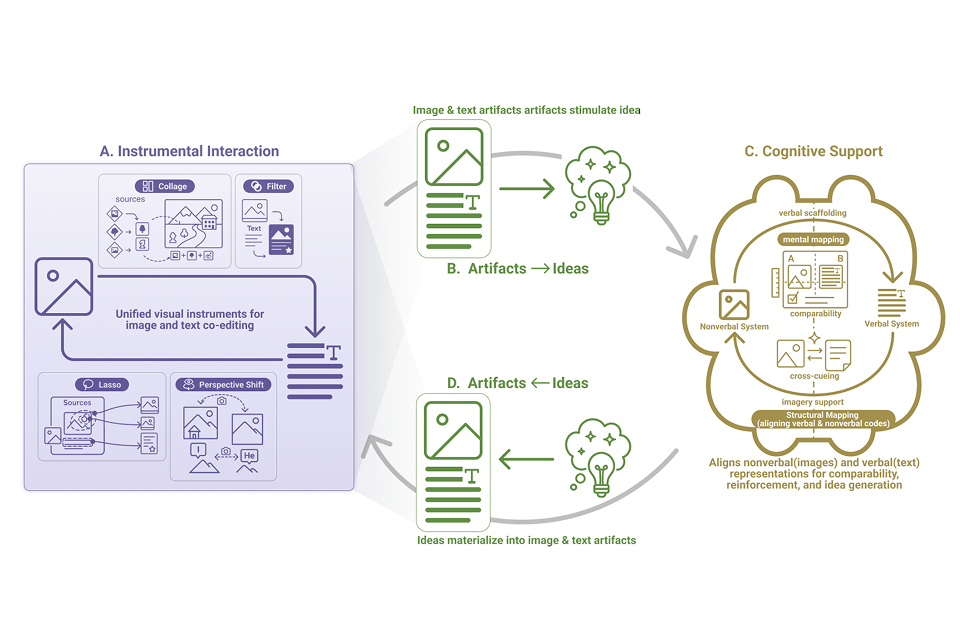 A. Instrumental Interaction
Collage
sources
Filter
Text
Unified visual instruments for
image and text co-editing
T
Lasso
Sources
Perspective Shift
I
He
Image & text artifacts artifacts stimulate idea
T
B. Artifacts → Ideas
D. Artifacts ← Ideas
T
Ideas materialize into image & text artifacts
C. Cognitive Support
verbal scaffolding
mental mapping
A B
T
comparability
Nonverbal System
T
Verbal System
cross-cueing
imagery support
Structural Mapping
(aligning verbal & nonverbal codes)
Aligns nonverbal(images) and verbal(text)
representations for comparability,
reinforcement, and idea generation